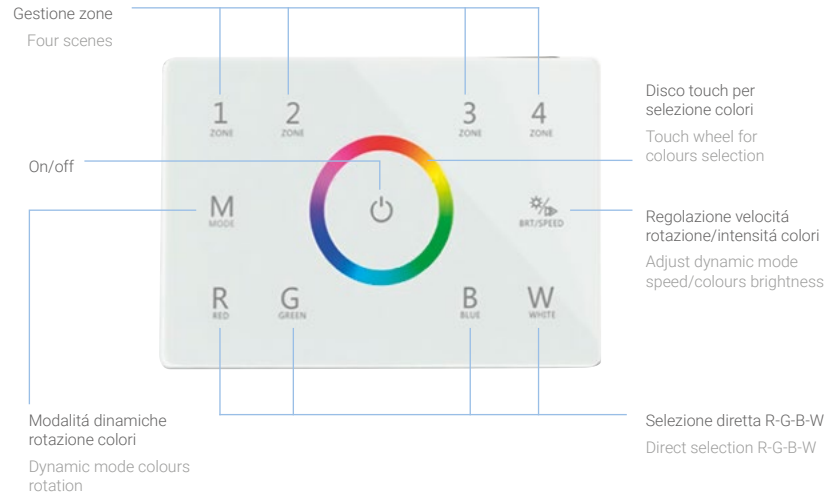 Gestione zone
Four scenes
1
ZONE
2
ZONE
3
ZONE
4
ZONE
Disco touch per
selezione colori
Touch wheel for
colours selection
On/off
M
MODE
BRT/SPEED
Regolazione velocitá
rotazione/intensitá colori
Adjust dynamic mode
speed/colours brightness
R
RED
G
GREEN
B
BLUE
W
WHITE
Modalitá dinamiche
rotazione colori
Dynamic mode colours
rotation
Selezione diretta R-G-B-W
Direct selection R-G-B-W